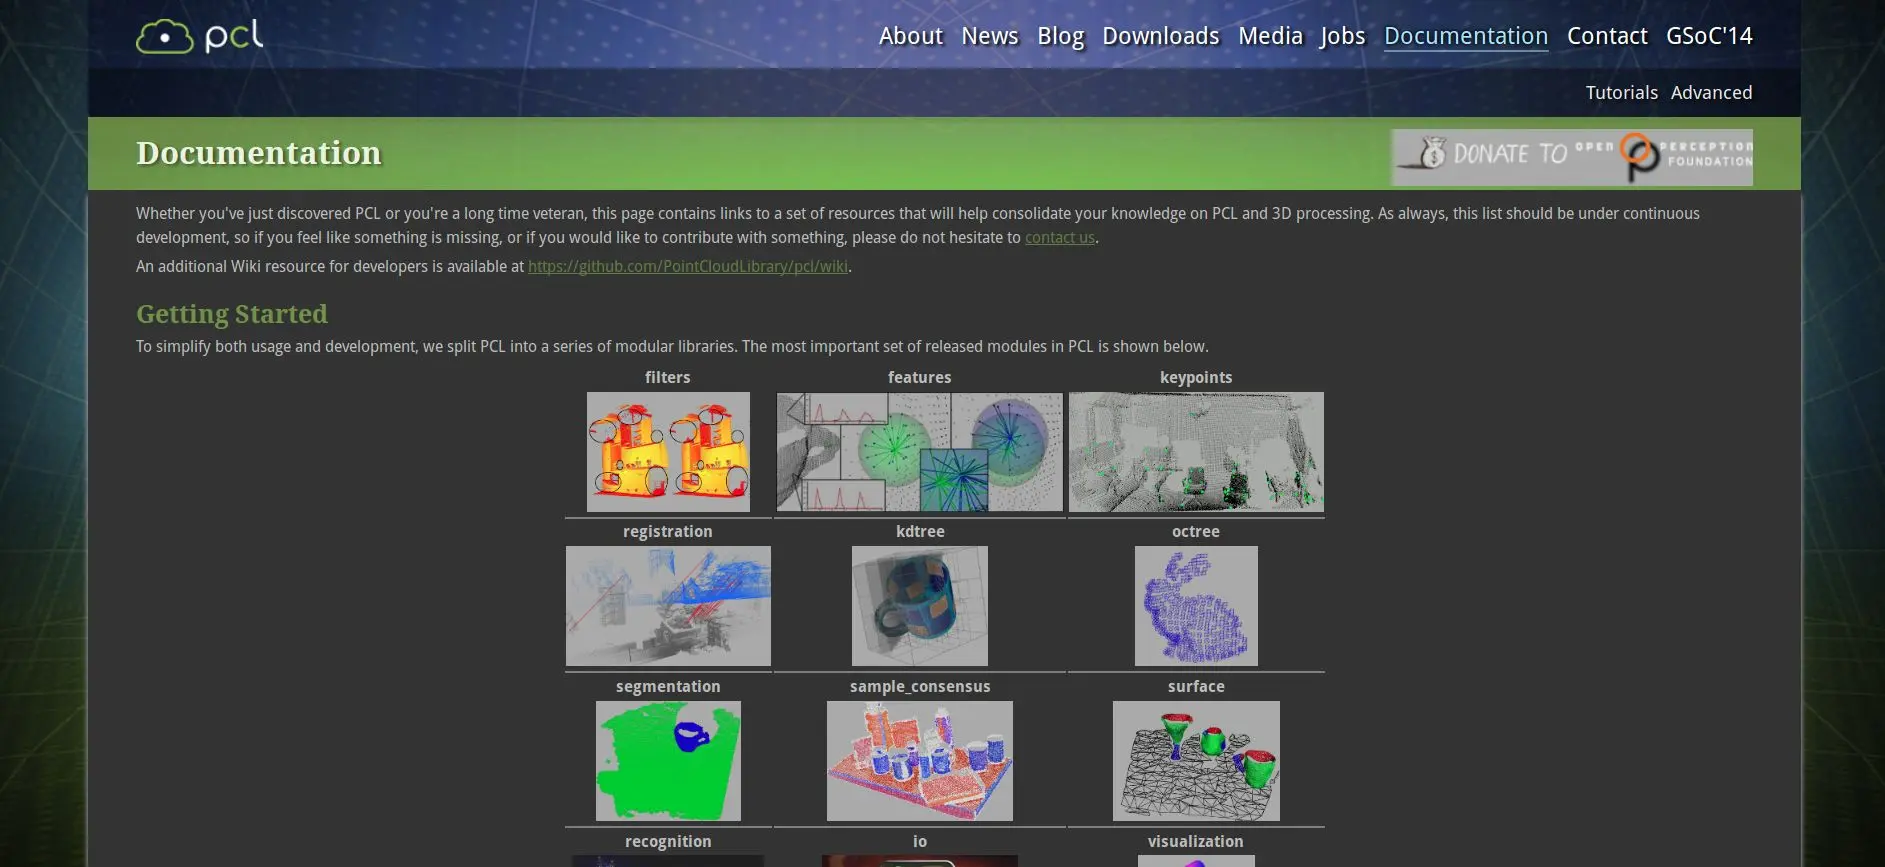 pcl
About News Blog Downloads Media Jobs Documentation Contact GSoC'14
Tutorials Advanced
Documentation
DONATE TO OPEN PERCEPTION FOUNDATION
Whether you've just discovered PCL or you're a long time veteran, this page contains links to a set of resources that will help consolidate your knowledge on PCL and 3D processing. As always, this list should be under continuous
development, so if you feel like something is missing, or if you would like to contribute with something, please do not hesitate to contact us.
An additional Wiki resource for developers is available at https://github.com/PointCloudLibrary/pcl/wiki.
Getting Started
To simplify both usage and development, we split PCL into a series of modular libraries. The most important set of released modules in PCL is shown below.
filters features keypoints
registration kdtree octree
segmentation sample_consensus surface
recognition io visualization